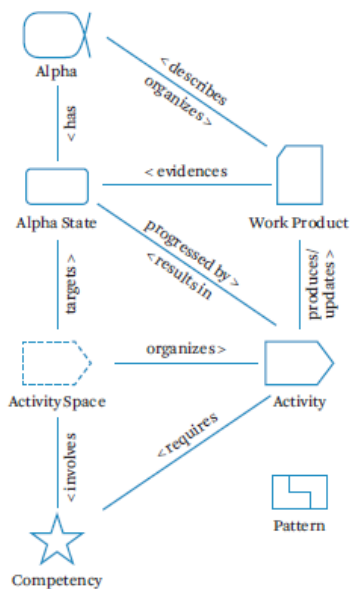 Alpha
< describes
organizes >
< has
< evidences
Alpha State
Work Product
progressed by >
< results in
targets >
produces/
updates >
organizes >
Activity Space
Activity
< involves
< requires
Pattern
Competency